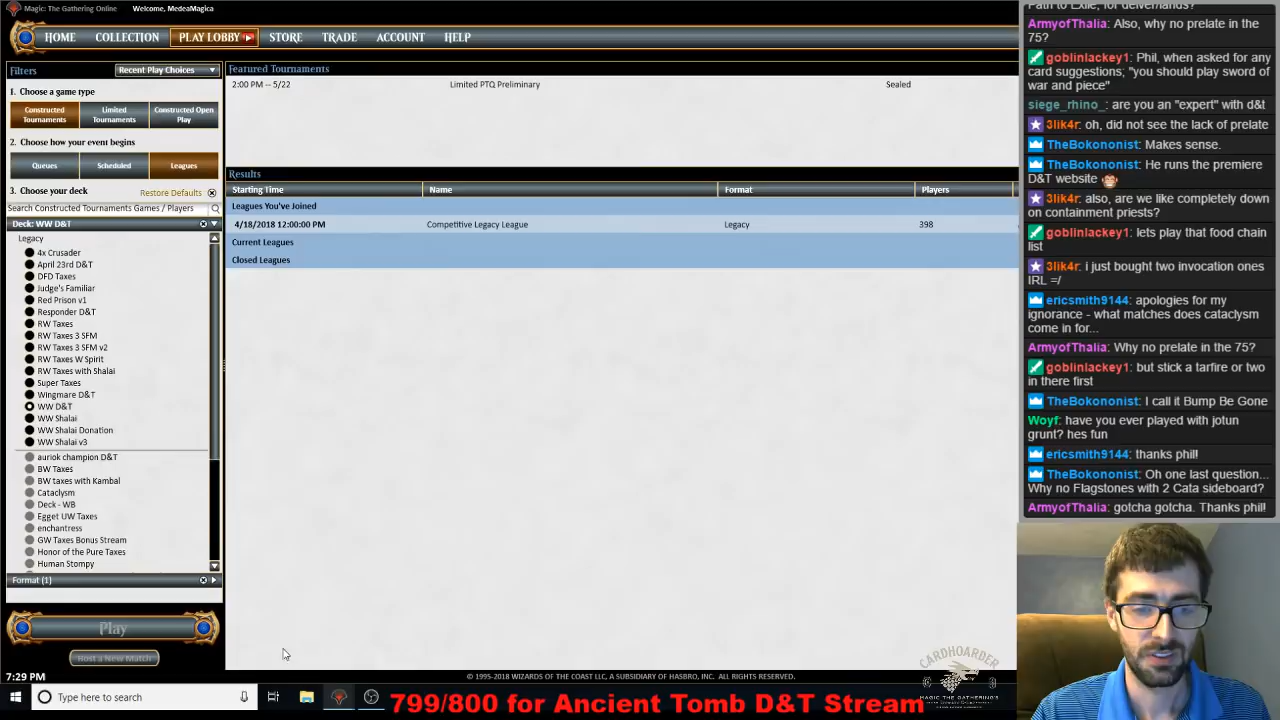 Magic: The Gathering Online Welcome, MedeaMagica
HOME COLLECTION PLAY LOBBY STORE TRADE ACCOUNT HELP
Filters Recent Play Choices
1. Choose a game type
Constructed Tournaments Limited Tournaments Constructed Open Play
2. Choose how your event begins
Queues Scheduled Leagues
3. Choose your deck Restore Defaults
Search Constructed Tournaments Games / Players
Deck: WW D&T
Legacy
4x Crusader
April 23rd D&T
DFD Taxes
Judge's Familiar
Red Prison v1
Responder D&T
RW Taxes
RW Taxes 3 SFM
RW Taxes 3 SFM v2
RW Taxes W Spirit
RW Taxes with Shalai
Super Taxes
Wingmare D&T
WW D&T
WW Shalai
WW Shalai Donation
WW Shalai v3
auriok champion D&T
BW Taxes
BW taxes with Kambal
Cataclysm
Deck - WB
Egget UW Taxes
enchantress
GW Taxes Bonus Stream
Honor of the Pure Taxes
Human Stompy
Format (1)
Play
Host a New Match
7:29 PM
Featured Tournaments
2:00 PM -- 5/22 Limited PTQ Preliminary Sealed
Results
Starting Time Name Format Players
Leagues You've Joined
4/18/2018 12:00:00 PM Competitive Legacy League Legacy 398
Current Leagues
Closed Leagues
© 1995-2018 WIZARDS OF THE COAST LLC, A SUBSIDIARY OF HASBRO, INC. ALL RIGHTS RESERVED.
Path to Exile, for delverhands?
ArmyofThalia: Also, why no prelate in the
75?
goblinlackey1: Phil, when asked for any
card suggestions; "you should play sword of
war and piece"
siege_rhino_: are you an "expert" with d&t
3lik4r: oh, did not see the lack of prelate
TheBokononist: Makes sense.
TheBokononist: He runs the premiere
D&T website
3lik4r: also, are we like completely down
on containment priests?
goblinlackey1: lets play that food chain
list
3lik4r: i just bought two invocation ones
IRL =/
ericsmith9144: apologies for my
ignorance - what matches does cataclysm
come in for...
ArmyofThalia: Why no prelate in the 75?
goblinlackey1: but stick a tarfire or two
in there first
TheBokononist: I call it Bump Be Gone
Woyf: have you ever played with jotun
grunt? hes fun
ericsmith9144: thanks phil!
TheBokononist: Oh one last question...
Why no Flagstones with 2 Cata sideboard?
ArmyofThalia: gotcha gotcha. Thanks phil!
CARDHOARDER
MAGIC: THE GATHERING'S
Type here to search
799/800 for Ancient Tomb D&T Stream